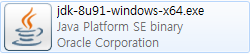 jdk-8u91-windows-x64.exe
Java Platform SE binary
Oracle Corporation